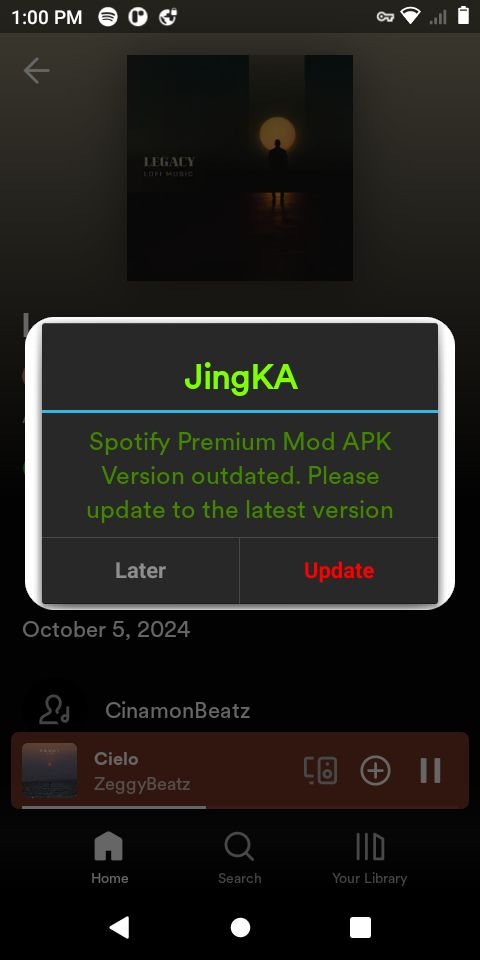 1:00 PM
LEGACY
LOFI MUSIC
JingKA
Spotify Premium Mod APK
Version outdated. Please
update to the latest version
Later
Update
October 5, 2024
CinamonBeatz
Cielo
ZeggyBeatz
Home
Search
Your Library